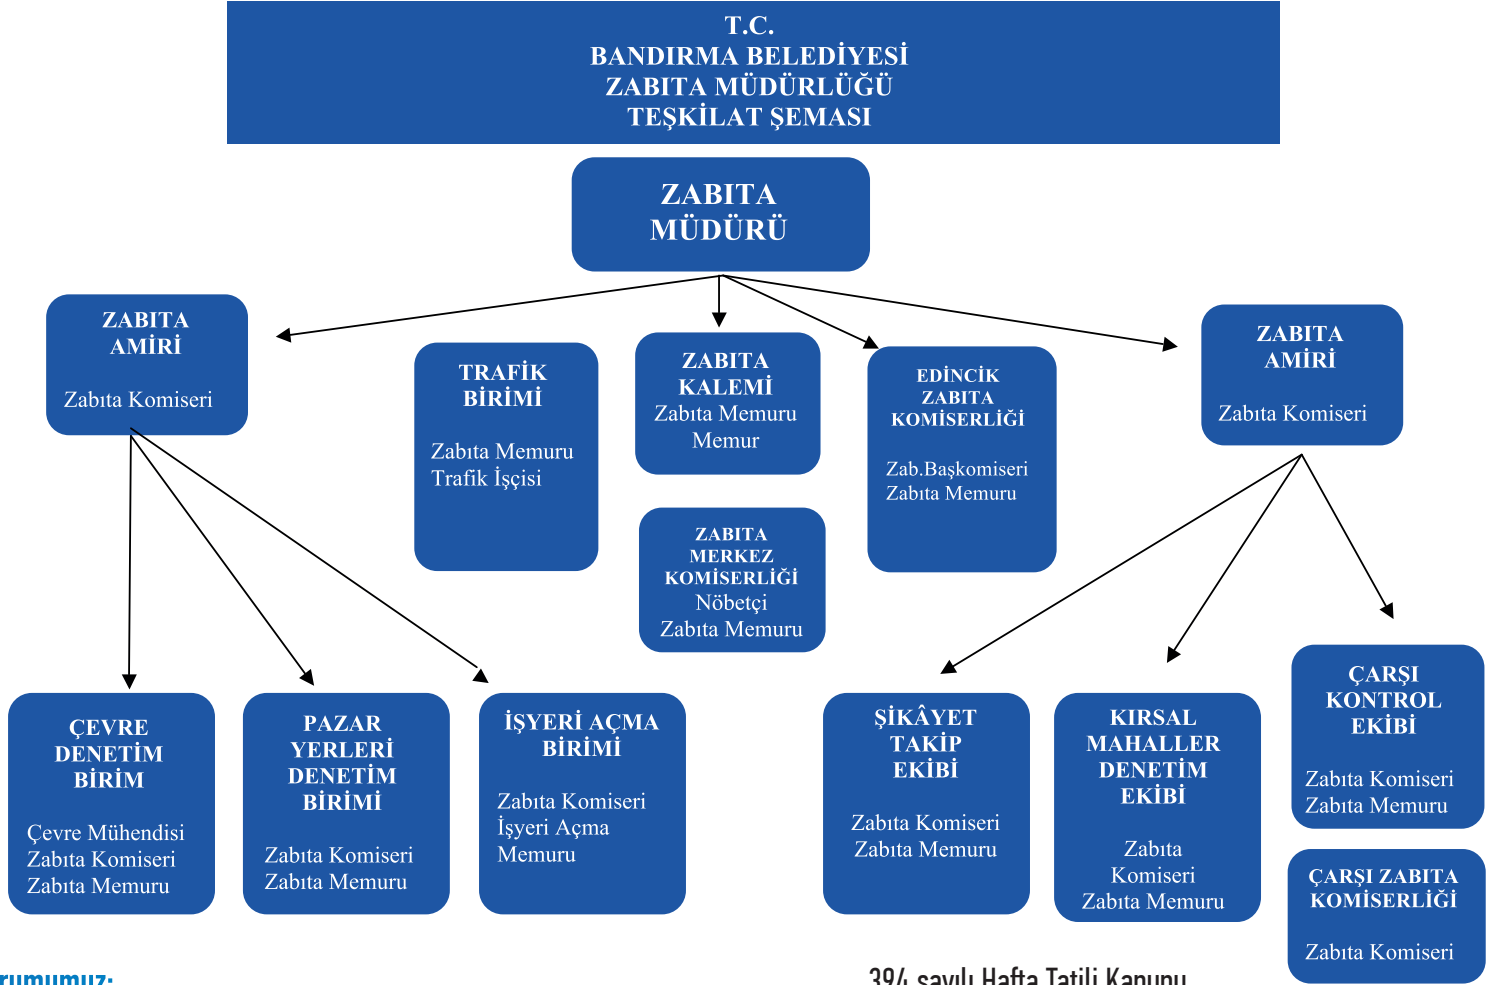 T.C.
BANDIRMA BELEDİYESİ
ZABITA MÜDÜRLÜĞÜ
TEŞKİLAT ŞEMASI
ZABITA
MÜDÜRÜ
ZABITA
AMİRİ
Zabıta Komiseri
TRAFİK
BİRİMİ
Zabıta Memuru
Trafik İşçisi
ZABITA
KALEMİ
Zabıta Memuru
Memur
EDİNCİK
ZABITA
KOMİSERLİĞİ
Zab.Başkomiseri
Zabıta Memuru
ZABITA
AMİRİ
Zabıta Komiseri
ZABITA
MERKEZ
KOMİSERLİĞİ
Nöbetçi
Zabıta Memuru
ÇEVRE
DENETİM
BİRİM
Çevre Mühendisi
Zabıta Komiseri
Zabıta Memuru
PAZAR
YERLERİ
DENETİM
BİRİMİ
Zabıta Komiseri
Zabıta Memuru
İŞYERİ AÇMA
BİRİMİ
Zabıta Komiseri
İşyeri Açma
Memuru
ŞİKÂYET
TAKİP
EKİBİ
Zabıta Komiseri
Zabıta Memuru
KIRSAL
MAHALLER
DENETİM
EKİBİ
Zabıta
Komiseri
Zabıta Memuru
ÇARŞI
KONTROL
EKİBİ
Zabıta Komiseri
Zabıta Memuru
ÇARŞI ZABITA
KOMİSERLİĞİ
Zabıta Komiseri
394 sayılı Hafta Tatili Kanunu